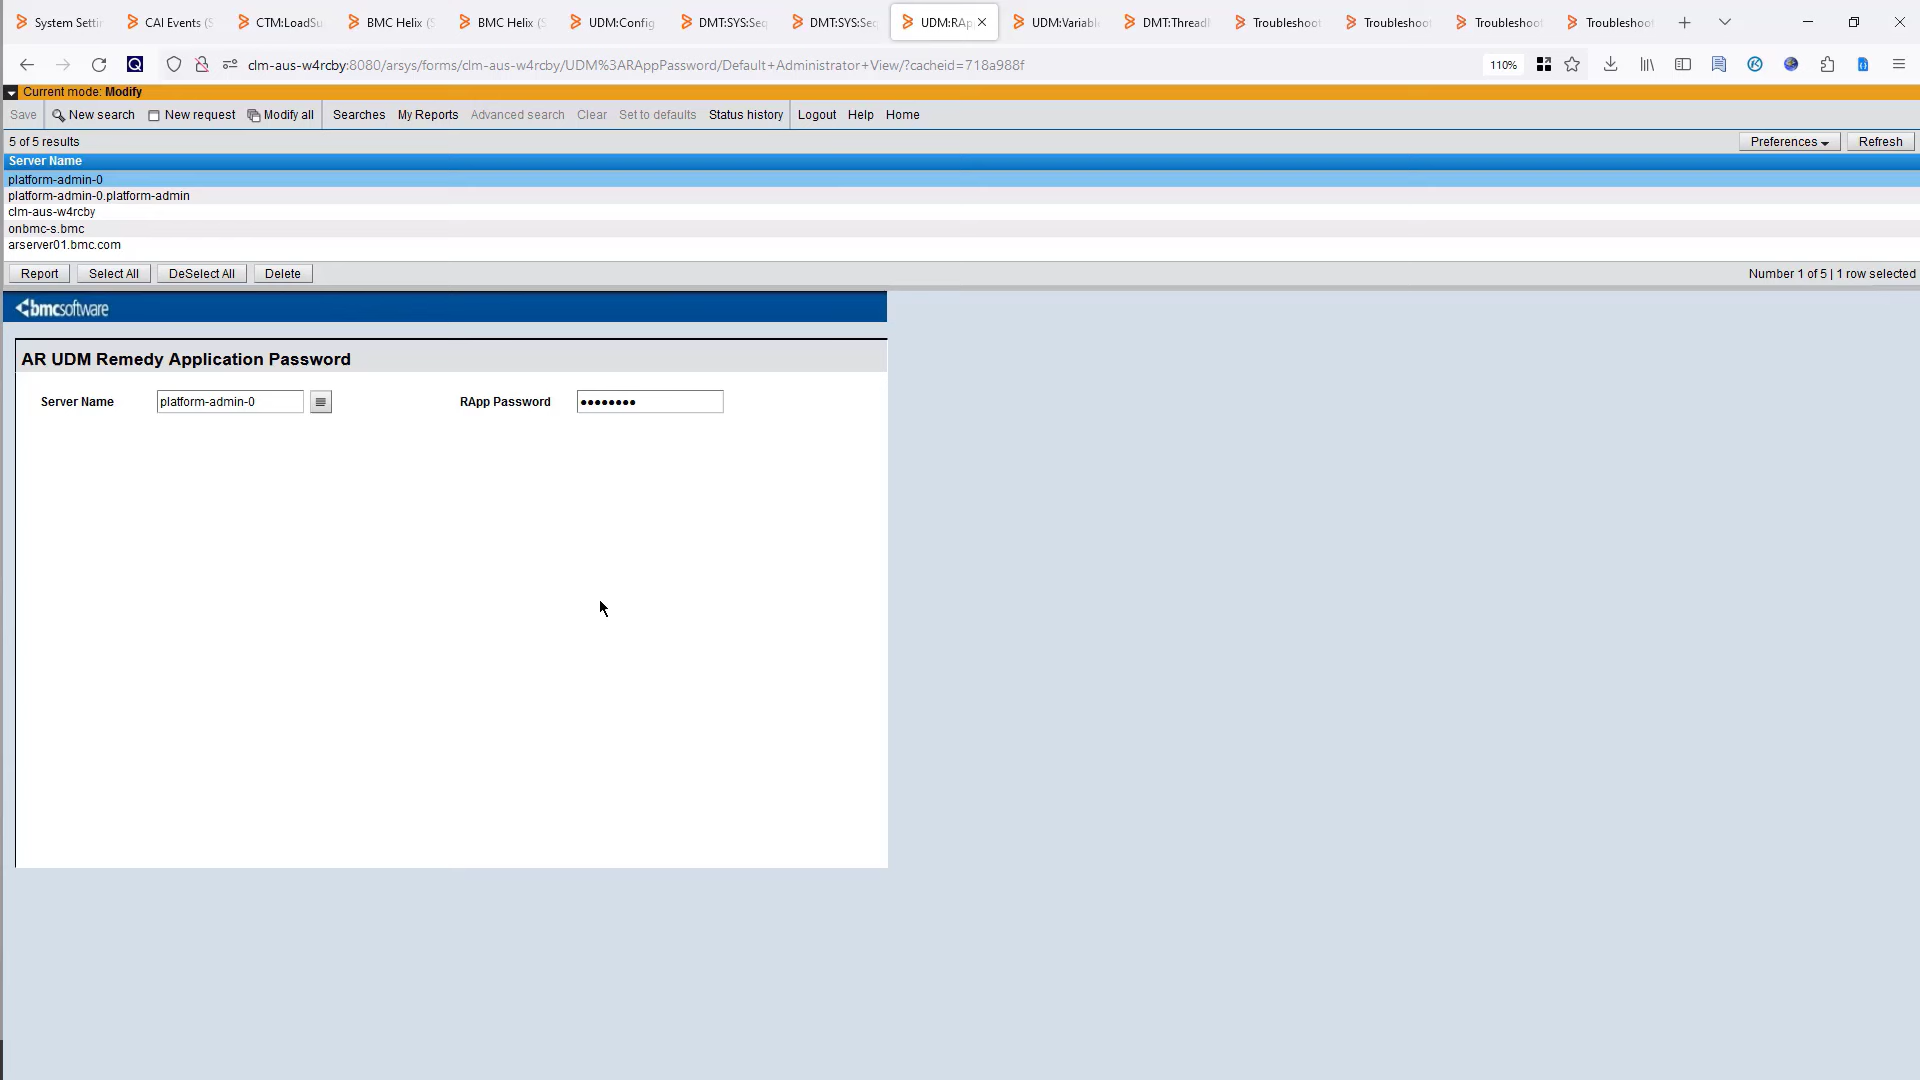 System Settin CAI Events (S CTM:LoadSu BMC Helix (S BMC Helix (S UDM:Config DMT:SYS:Seq DMT:SYS:Seq UDM:RAp UDM:Variabl DMT:Thread Troubleshoot Troubleshoot Troubleshoot Troubleshoot
clm-aus-w4rcby:8080/arsys/forms/clm-aus-w4rcby/UDM%3ARAppPassword/Default+Administrator+View/?cacheid=718a988f 110%
Current mode: Modify
Save New search New request Modify all Searches My Reports Advanced search Clear Set to defaults Status history Logout Help Home
5 of 5 results Preferences Refresh
Server Name
platform-admin-0
platform-admin-0.platform-admin
clm-aus-w4rcby
onbmc-s.bmc
arserver01.bmc.com
Report Select All DeSelect All Delete Number 1 of 5 | 1 row selected
bmcsoftware
AR UDM Remedy Application Password
Server Name platform-admin-0 RApp Password ••••••••